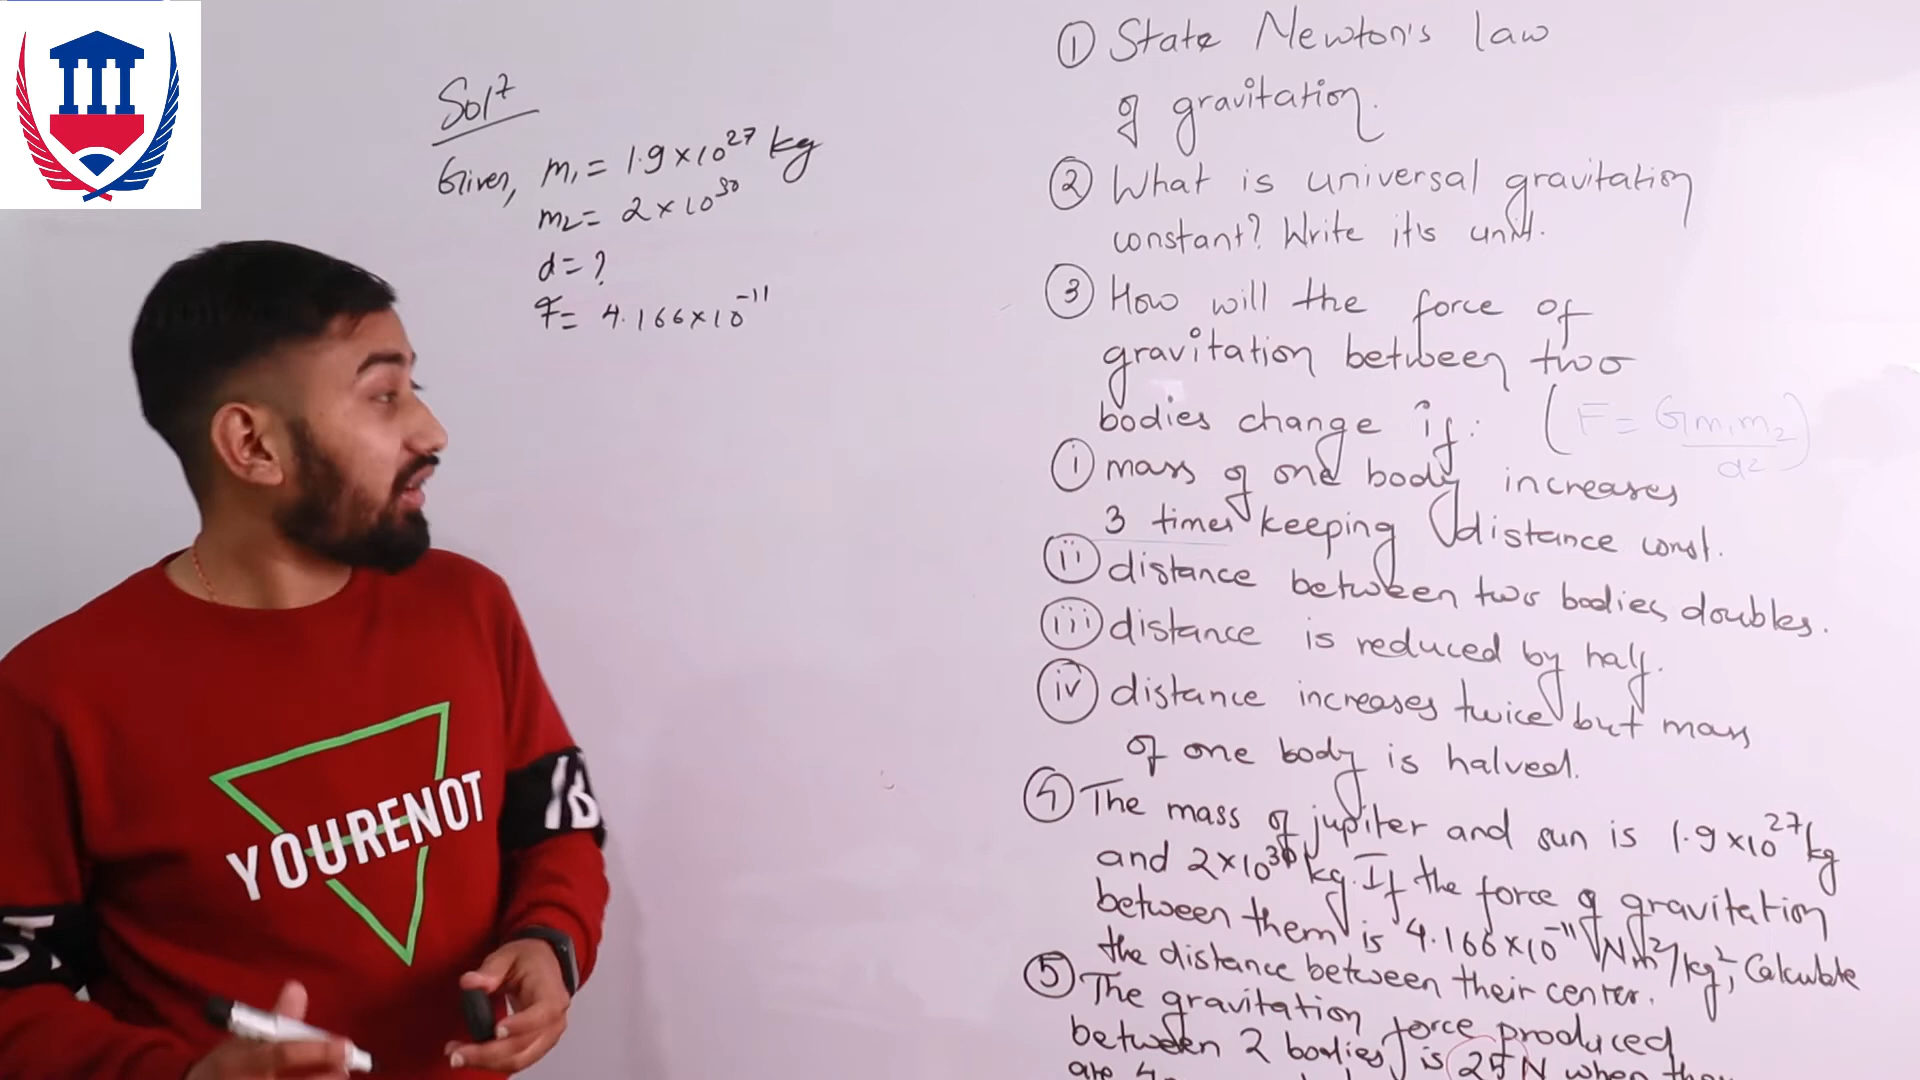 Sol?
Given, m₁ = 1.9×10²⁷ kg
m₂ = 2×10³⁰
d = ?
F = 4.166×10⁻¹¹
① State Newton's law
of gravitation.
② What is universal gravitation
constant? Write it's unit.
③ How will the force of
gravitation between two
bodies change if:
(F = Gm₁m₂/d²)
ⓘ mass of one body increases
3 times keeping distance const.
ii distance between two bodies doubles.
iii distance is reduced by half.
iv distance increases twice but mass
of one body is halved.
④ The mass of jupiter and sun is 1.9×10²⁷kg
and 2×10³⁰ kg. If the force of gravitation
between them is 4.166×10⁻¹¹ Nm²/kg², Calculate
the distance between their center.
⑤ The gravitation force produced
between 2 bodies is 25N when they
are 4
YOURENOT